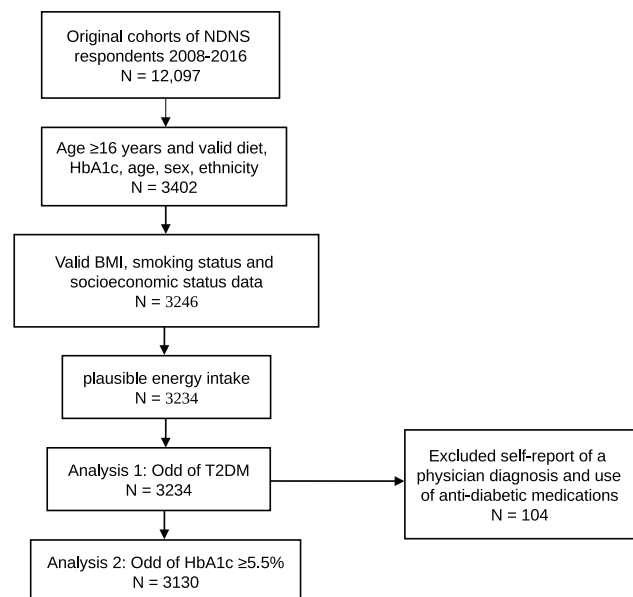 Original cohorts of NDNS
respondents 2008-2016
N = 12,097
Age ≥16 years and valid diet,
HbA1c, age, sex, ethnicity
N = 3402
Valid BMI, smoking status and
socioeconomic status data
N = 3246
plausible energy intake
N = 3234
Analysis 1: Odd of T2DM
N = 3234
Excluded self-report of a
physician diagnosis and use
of anti-diabetic medications
N = 104
Analysis 2: Odd of HbA1c ≥5.5%
N = 3130